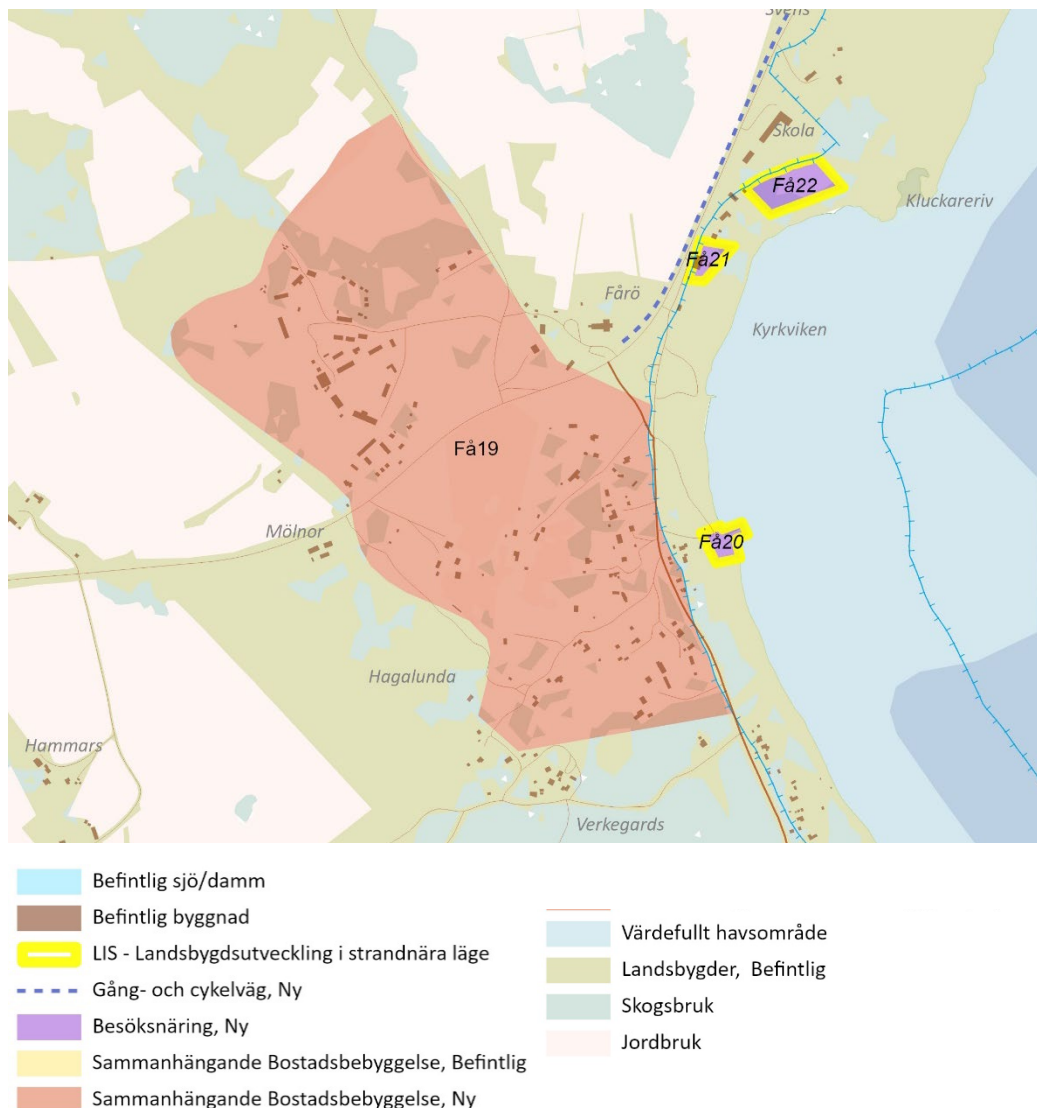 Svens
Skola
Få22
Kluckareriv
Få21
Fårö
Kyrkviken
Få19
Mölnor
Få20
Hagalunda
Hammars
Verkegards
Befintlig sjö/damm
Befintlig byggnad
LIS - Landsbygdsutveckling i strandnära läge
Gång- och cykelväg, Ny
Besöksnäring, Ny
Sammanhängande Bostadsbebyggelse, Befintlig
Sammanhängande Bostadsbebyggelse, Ny
Värdefullt havsområde
Landsbygder, Befintlig
Skogsbruk
Jordbruk